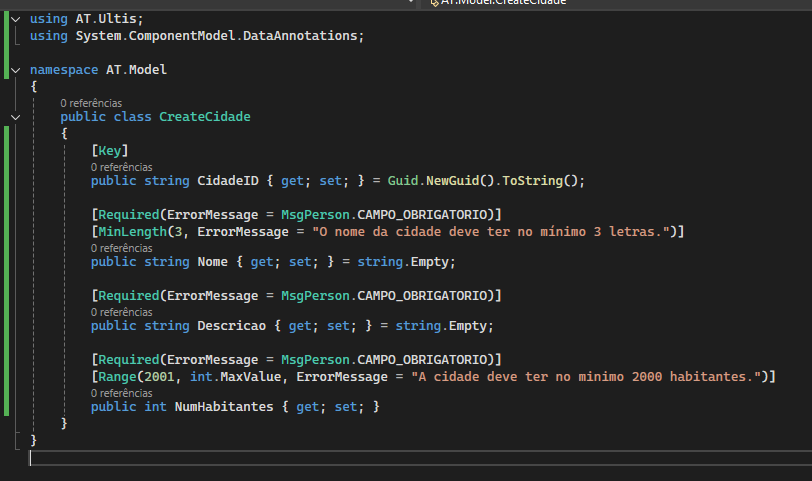 AT.Model.CreateCidade
using AT.Ultis;
using System.ComponentModel.DataAnnotations;
namespace AT.Model
{
0 referências
public class CreateCidade
{
[Key]
0 referências
public string CidadeID { get; set; } = Guid.NewGuid().ToString();
[Required(ErrorMessage = MsgPerson.CAMPO_OBRIGATORIO)]
[MinLength(3, ErrorMessage = "O nome da cidade deve ter no mínimo 3 letras.")]
0 referências
public string Nome { get; set; } = string.Empty;
[Required(ErrorMessage = MsgPerson.CAMPO_OBRIGATORIO)]
0 referências
public string Descricao { get; set; } = string.Empty;
[Required(ErrorMessage = MsgPerson.CAMPO_OBRIGATORIO)]
[Range(2001, int.MaxValue, ErrorMessage = "A cidade deve ter no minimo 2000 habitantes.")]
0 referências
public int NumHabitantes { get; set; }
}
}